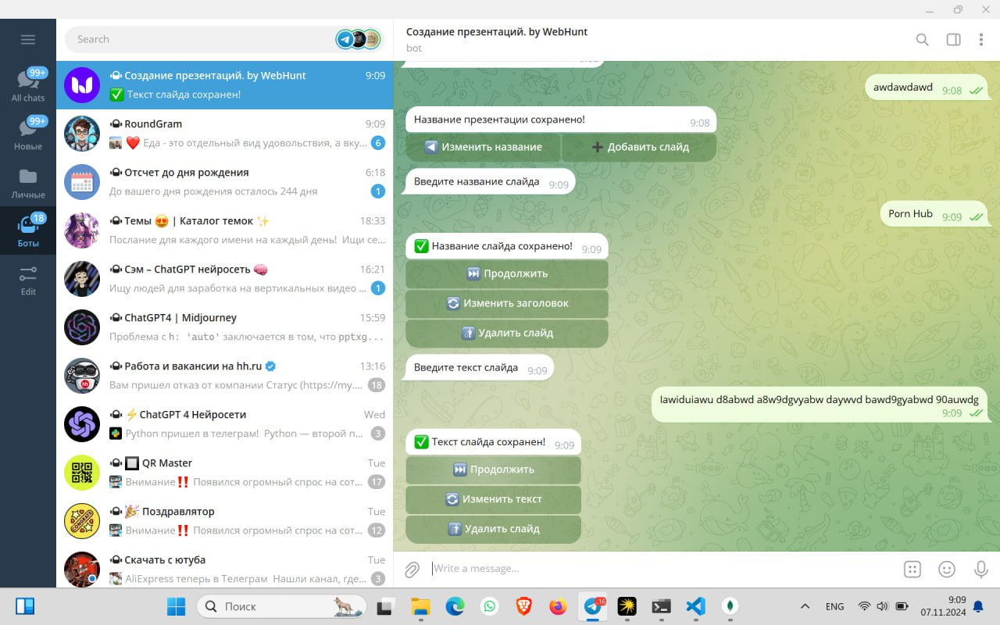 Search
99+
All chats
99+
Новые
Личные
18
Боты
Edit
Создание презентаций. by WebHunt 9:09
✅ Текст слайда сохранен!
RoundGram 9:09
❤️ Еда - это отдельный вид удовольствия, а вку... 6
Отсчет до дня рождения 6:18
До вашего дня рождения осталось 244 дня 1
Темы 😍 | Каталог темок ✨ 18:33
Послание для каждого имени на каждый день! Ищи се...
Сэм – ChatGPT нейросеть 🧠 16:21
Ищу людей для заработка на вертикальных видео ... 1
ChatGPT4 | Midjourney 15:59
Проблема с h: 'auto' заключается в том, что pptxg...
Работа и вакансии на hh.ru 13:16
Вам пришел отказ от компании Статус (https://my.... 18
⚡ChatGPT 4 Нейросети Wed
Python пришел в телеграм! Python — второй п... 3
🔲 QR Master Tue
Внимание‼️ Появился огромный спрос на сот... 17
🎉 Поздравлятор Tue
Внимание‼️ Появился огромный спрос на сот... 12
Скачать с ютуба Tue
AliExpress теперь в Телеграм Нашли канал, где... 3
Создание презентаций. by WebHunt
bot
awdawdawd 9:08
Название презентации сохранено! 9:08
◀️ Изменить название ➕ Добавить слайд
Введите название слайда 9:09
Porn Hub 9:09
✅ Название слайда сохранено! 9:09
⏭️ Продолжить
🔄 Изменить заголовок
🚮 Удалить слайд
Введите текст слайда 9:09
Iawiduiawu d8abwd a8w9dgvyabw daywvd bawd9gyabwd 90auwdg
9:09
✅ Текст слайда сохранен! 9:09
⏭️ Продолжить
🔄 Изменить текст
🚮 Удалить слайд
Write a message...
Поиск
16
ENG
9:09
07.11.2024